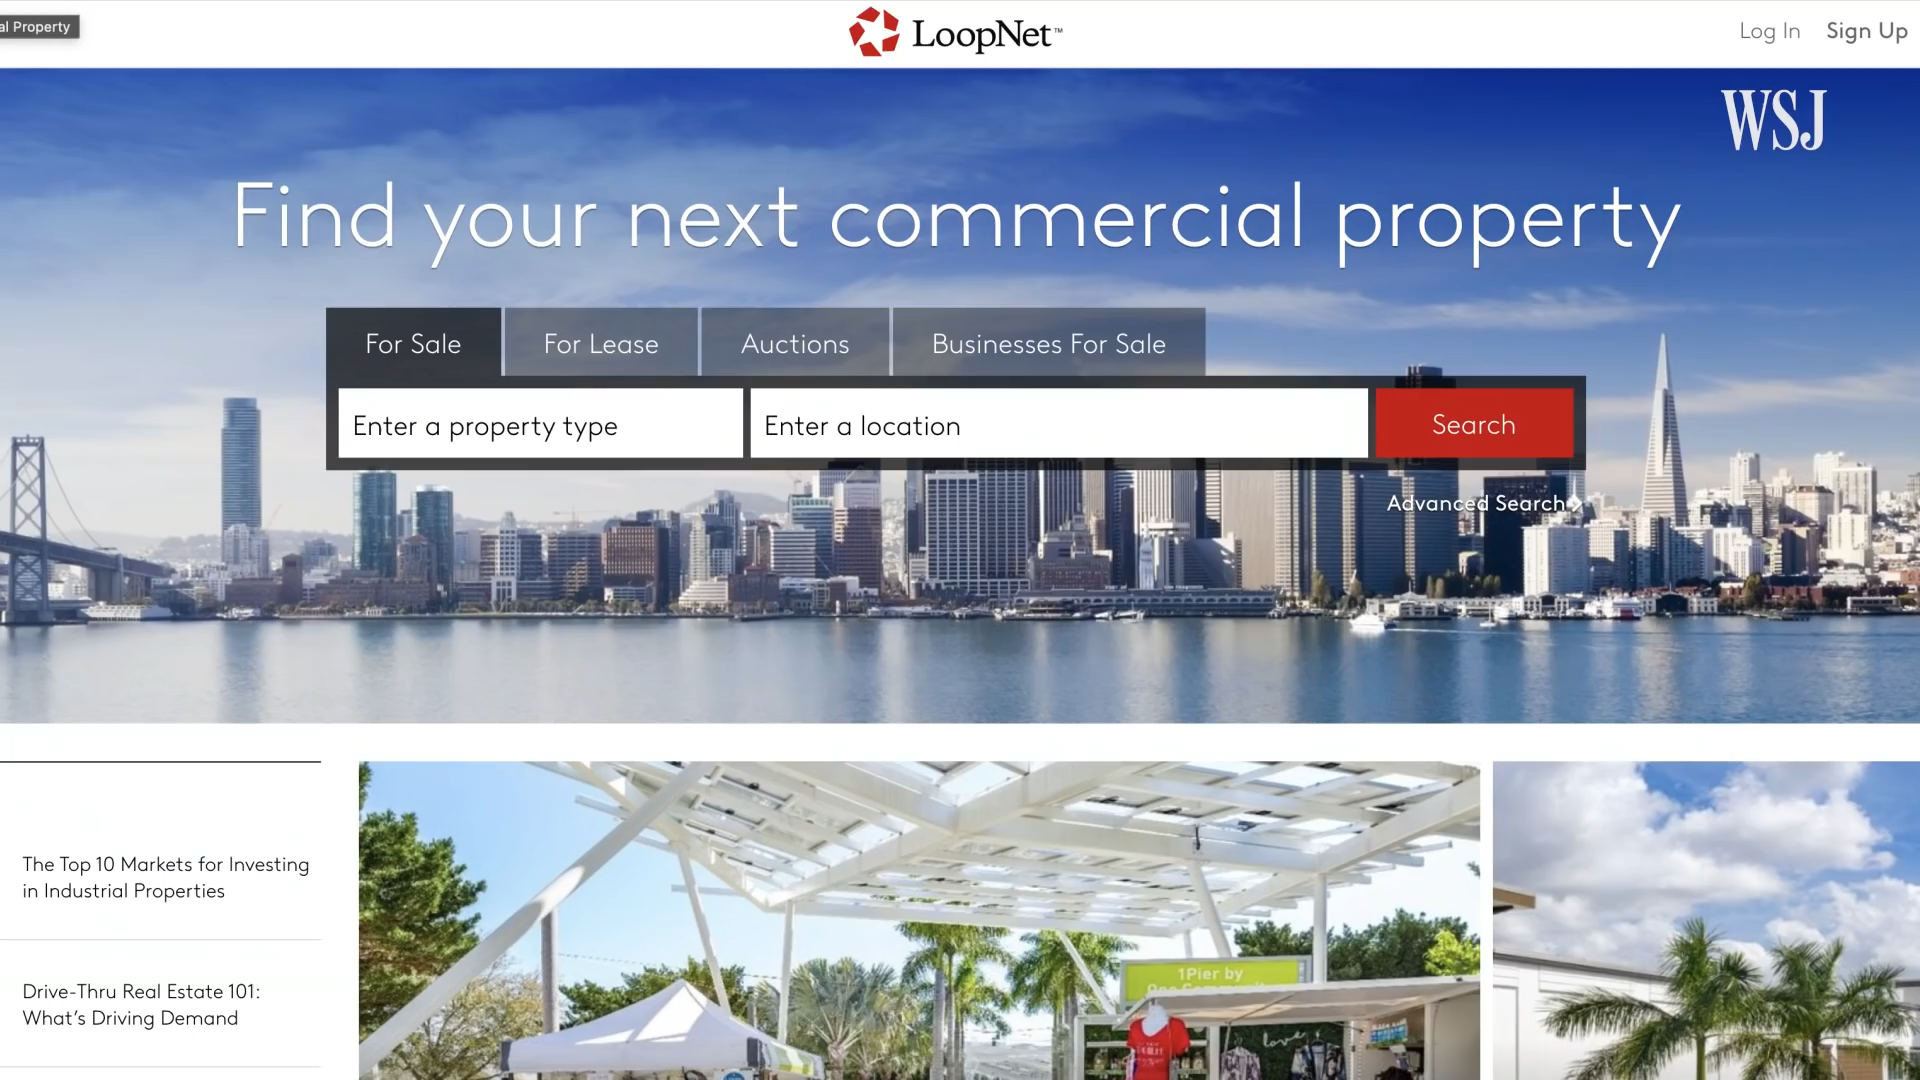 al Property
LoopNet™
Log In
Sign Up
WSJ
Find your next commercial property
For Sale
For Lease
Auctions
Businesses For Sale
Enter a property type
Enter a location
Search
Advanced Search
The Top 10 Markets for Investing
in Industrial Properties
Drive-Thru Real Estate 101:
What's Driving Demand
1Pier by
love